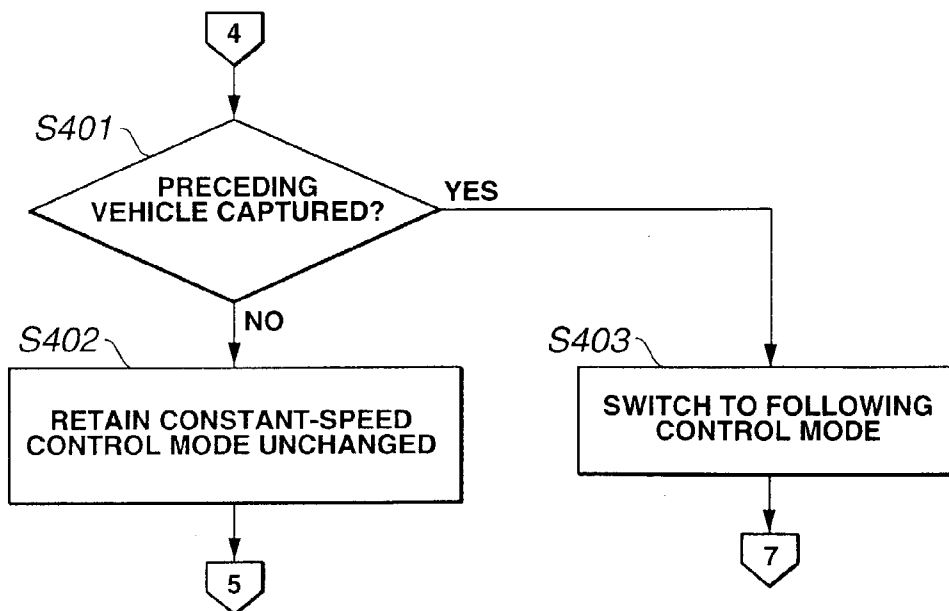 4
S401
PRECEDING
VEHICLE CAPTURED?
YES
NO
S402
RETAIN CONSTANT-SPEED
CONTROL MODE UNCHANGED
5
S403
SWITCH TO FOLLOWING
CONTROL MODE
7